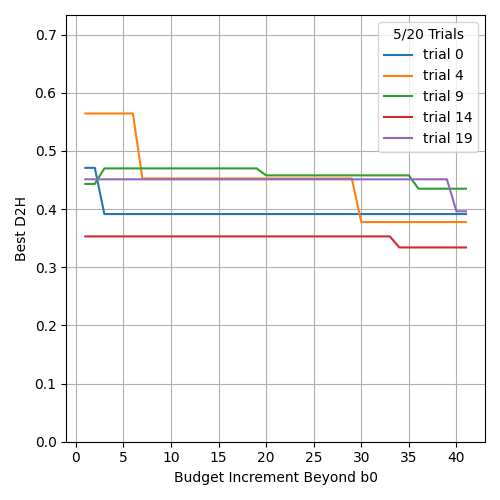 5/20 Trials
trial 0
trial 4
trial 9
trial 14
trial 19
Best D2H
0.7
0.6
0.5
0.4
0.3
0.2
0.1
0.0
0 5 10 15 20 25 30 35 40
Budget Increment Beyond b0